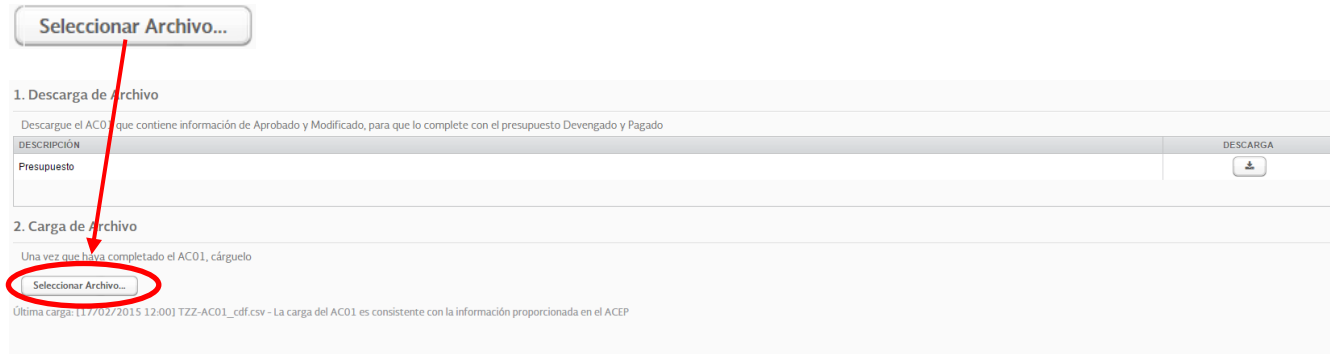 Seleccionar Archivo...
1. Descarga de Archivo
Descargue el AC01 que contiene información de Aprobado y Modificado, para que lo complete con el presupuesto Devengado y Pagado
DESCRIPCIÓN DESCARGA
Presupuesto
2. Carga de Archivo
Una vez que haya completado el AC01, cárguelo
Seleccionar Archivo...
Última carga: [17/02/2015 12:00] TZZ-AC01_cdf.csv - La carga del AC01 es consistente con la información proporcionada en el ACEP